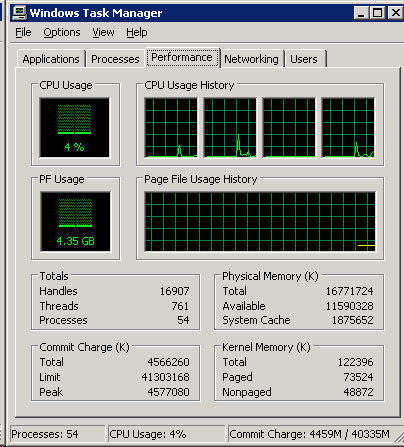 Windows Task Manager
File Options View Help
Applications Processes Performance Networking Users
CPU Usage CPU Usage History
4 %
PF Usage Page File Usage History
4.35 GB
Totals Physical Memory (K)
Handles 16907 Total 16771724
Threads 761 Available 11590328
Processes 54 System Cache 1875652
Commit Charge (K) Kernel Memory (K)
Total 4566260 Total 122396
Limit 41303168 Paged 73524
Peak 4577080 Nonpaged 48872
Processes: 54 CPU Usage: 4% Commit Charge: 4459M / 40335M